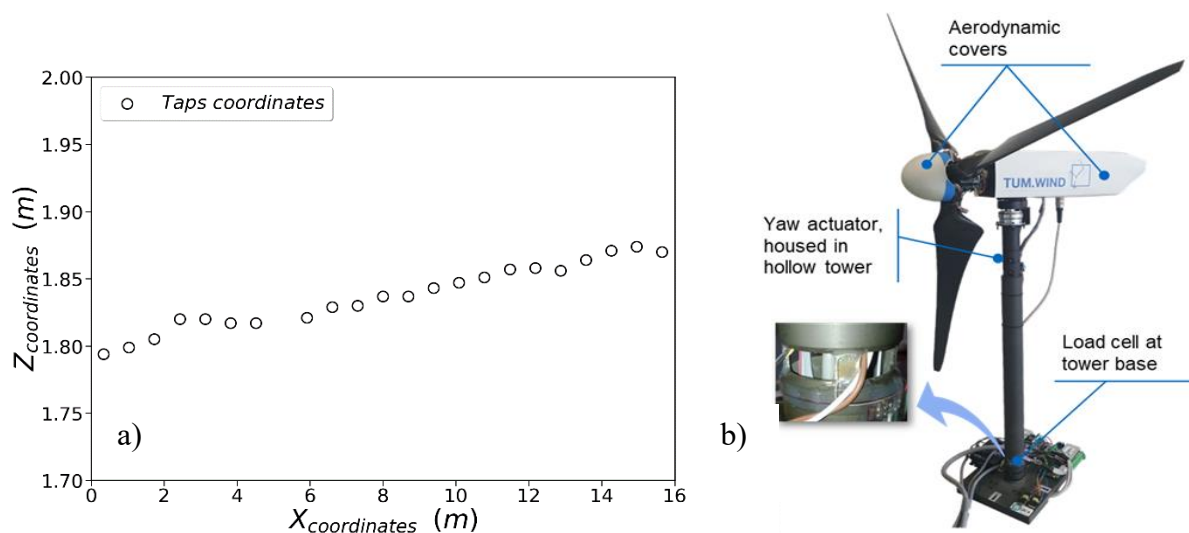 2.00
1.95
1.90
1.85
1.80
1.75
1.70
Z coordinates (m)
Taps coordinates
a)
0 2 4 6 8 10 12 14 16
X coordinates (m)
Aerodynamic
covers
TUM.WIND
Yaw actuator,
housed in
hollow tower
Load cell at
tower base
b)